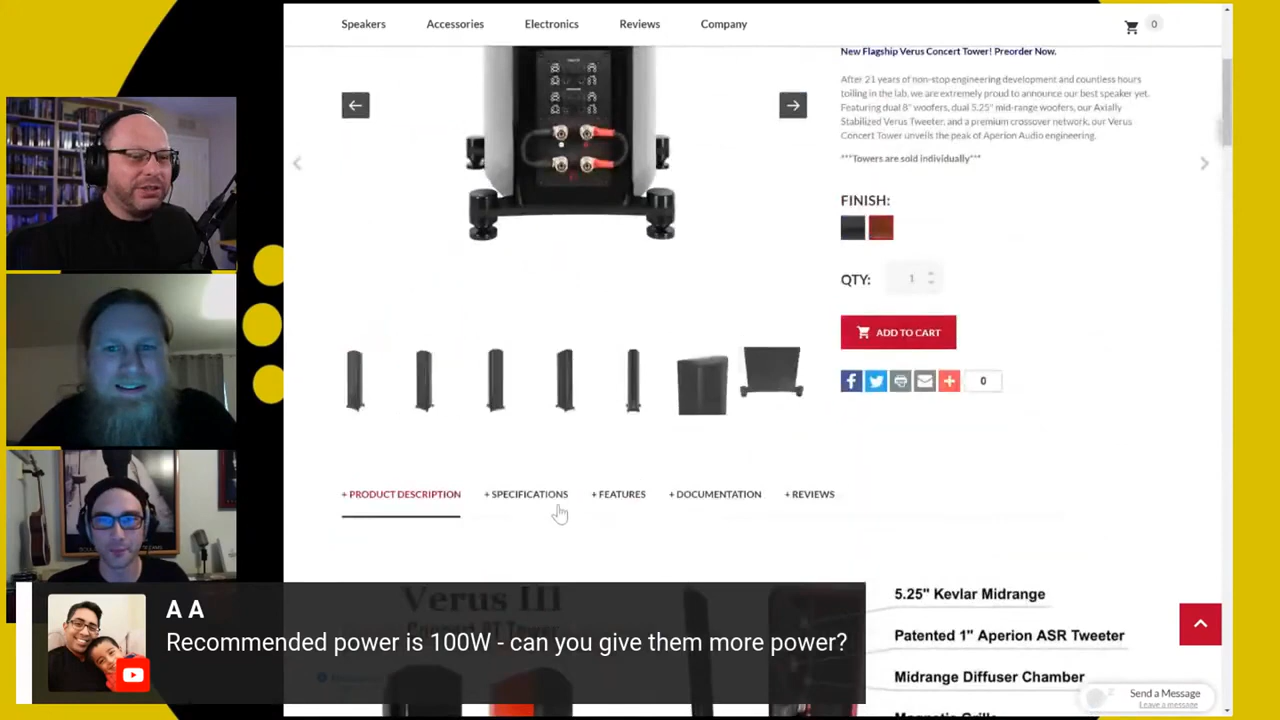 Speakers
Accessories
Electronics
Reviews
Company
0
New Flagship Verus Concert Tower! Preorder Now.
After 21 years of non-stop engineering development and countless hours
toiling in the lab, we are extremely proud to announce our best speaker yet.
Featuring dual 8" woofers, dual 5.25" mid-range woofers, our Axially
Stabilized Verus Tweeter, and a premium crossover network, our Verus
Concert Tower unveils the peak of Aperion Audio engineering.
***Towers are sold individually***
FINISH:
QTY:
1
ADD TO CART
0
+ PRODUCT DESCRIPTION
+ SPECIFICATIONS
+ FEATURES
+ DOCUMENTATION
+ REVIEWS
Verus III
5.25" Kevlar Midrange
Patented 1" Aperion ASR Tweeter
Midrange Diffuser Chamber
Send a Message
Leave a message
A A
Recommended power is 100W - can you give them more power?